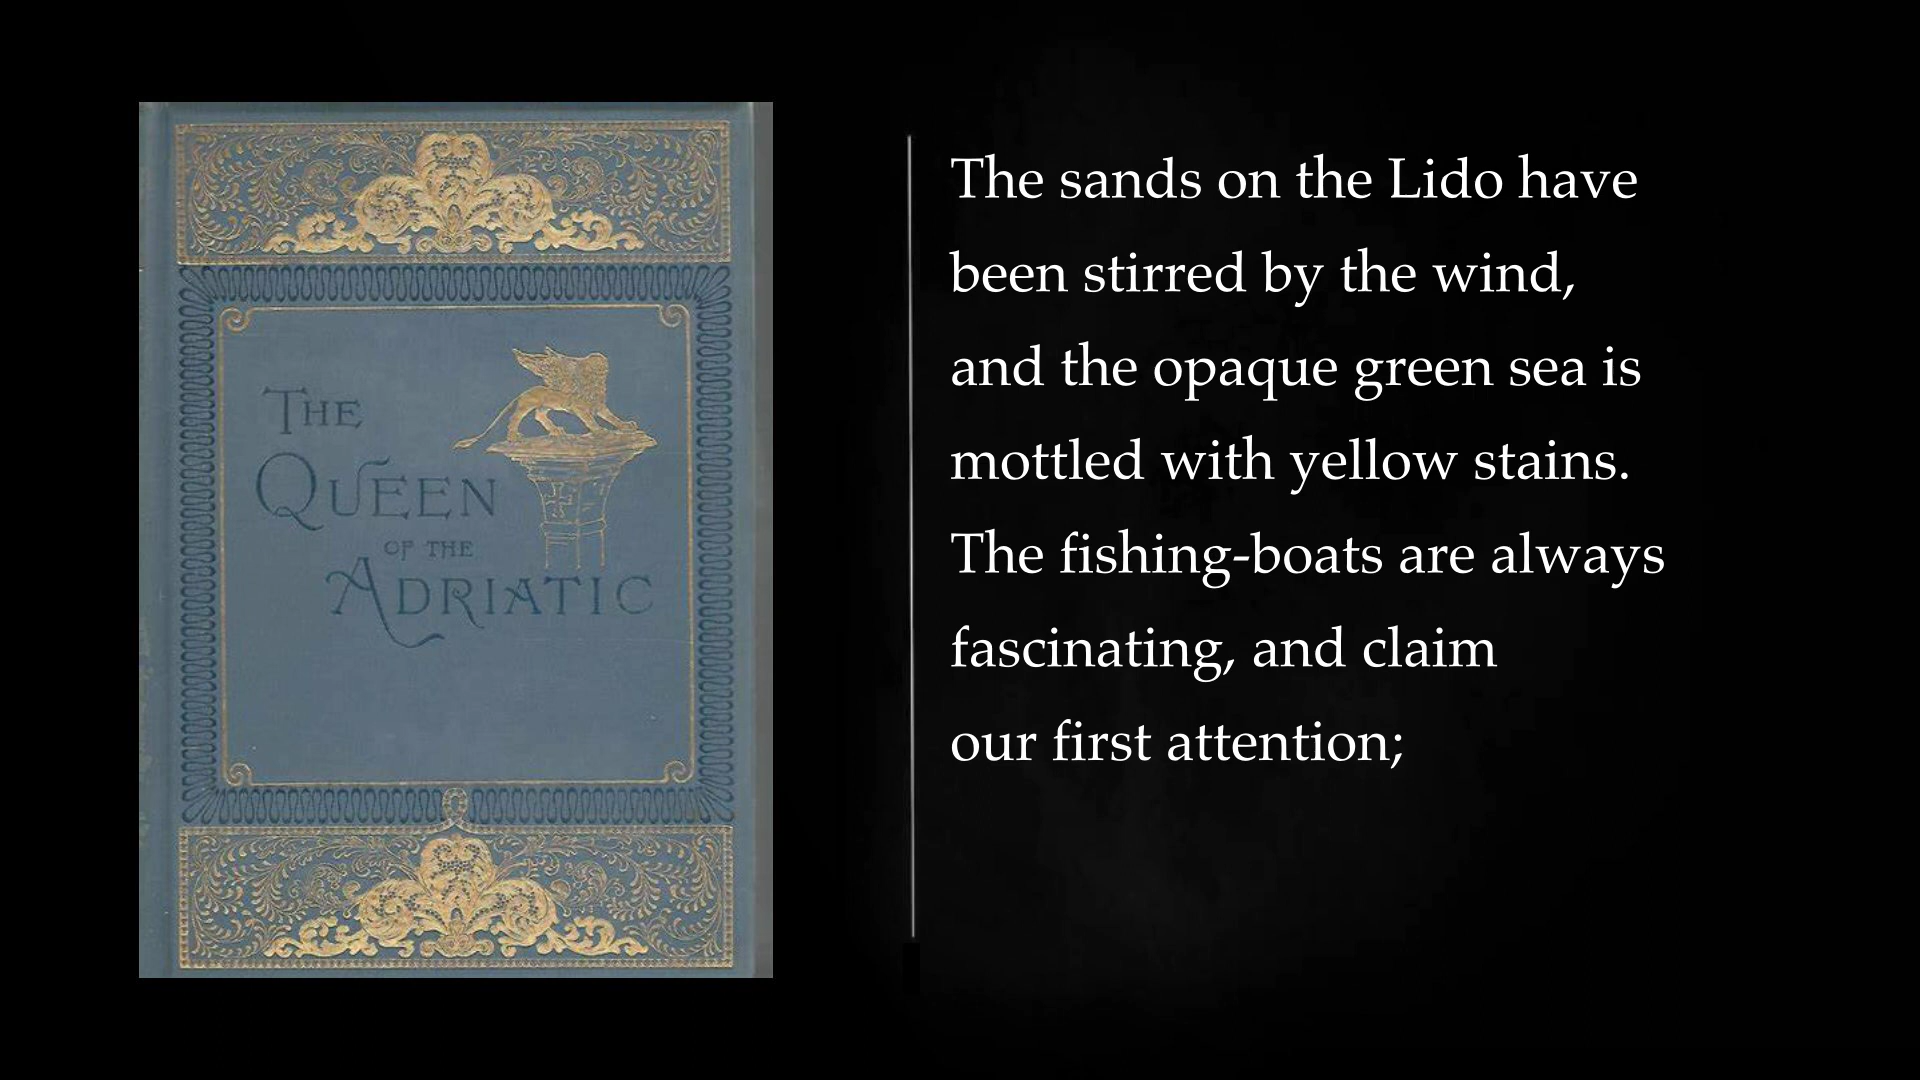 THE
QUEEN
OF THE
ADRIATIC
The sands on the Lido have
been stirred by the wind,
and the opaque green sea is
mottled with yellow stains.
The fishing-boats are always
fascinating, and claim
our first attention;